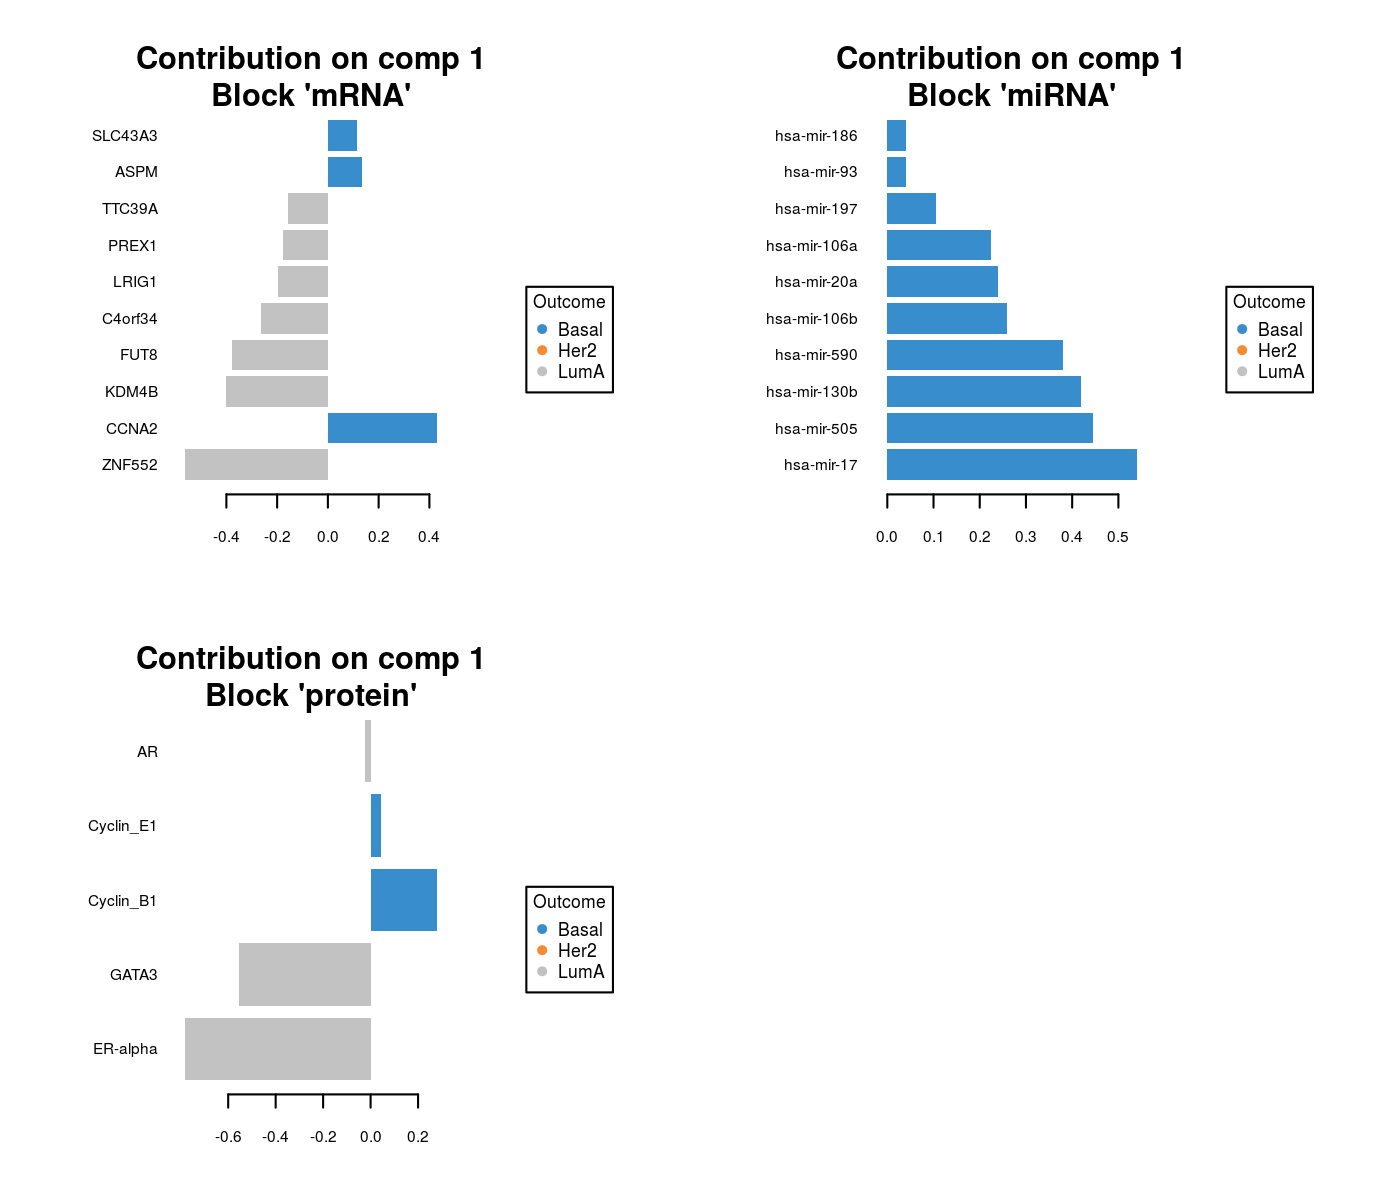 Contribution on comp 1
Block 'mRNA'
SLC43A3
ASPM
TTC39A
PREX1
LRIG1
C4orf34
FUT8
KDM4B
CCNA2
ZNF552
-0.4 -0.2 0.0 0.2 0.4
Outcome
Basal
Her2
LumA
Contribution on comp 1
Block 'miRNA'
hsa-mir-186
hsa-mir-93
hsa-mir-197
hsa-mir-106a
hsa-mir-20a
hsa-mir-106b
hsa-mir-590
hsa-mir-130b
hsa-mir-505
hsa-mir-17
0.0 0.1 0.2 0.3 0.4 0.5
Outcome
Basal
Her2
LumA
Contribution on comp 1
Block 'protein'
AR
Cyclin_E1
Cyclin_B1
GATA3
ER-alpha
-0.6 -0.4 -0.2 0.0 0.2
Outcome
Basal
Her2
LumA